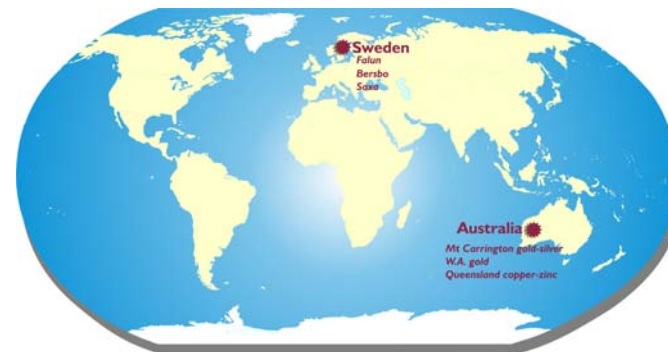 Sweden
Falun
Bersbo
Saxa
Australia
Mt Carrington gold-silver
W.A. gold
Queensland copper-zinc